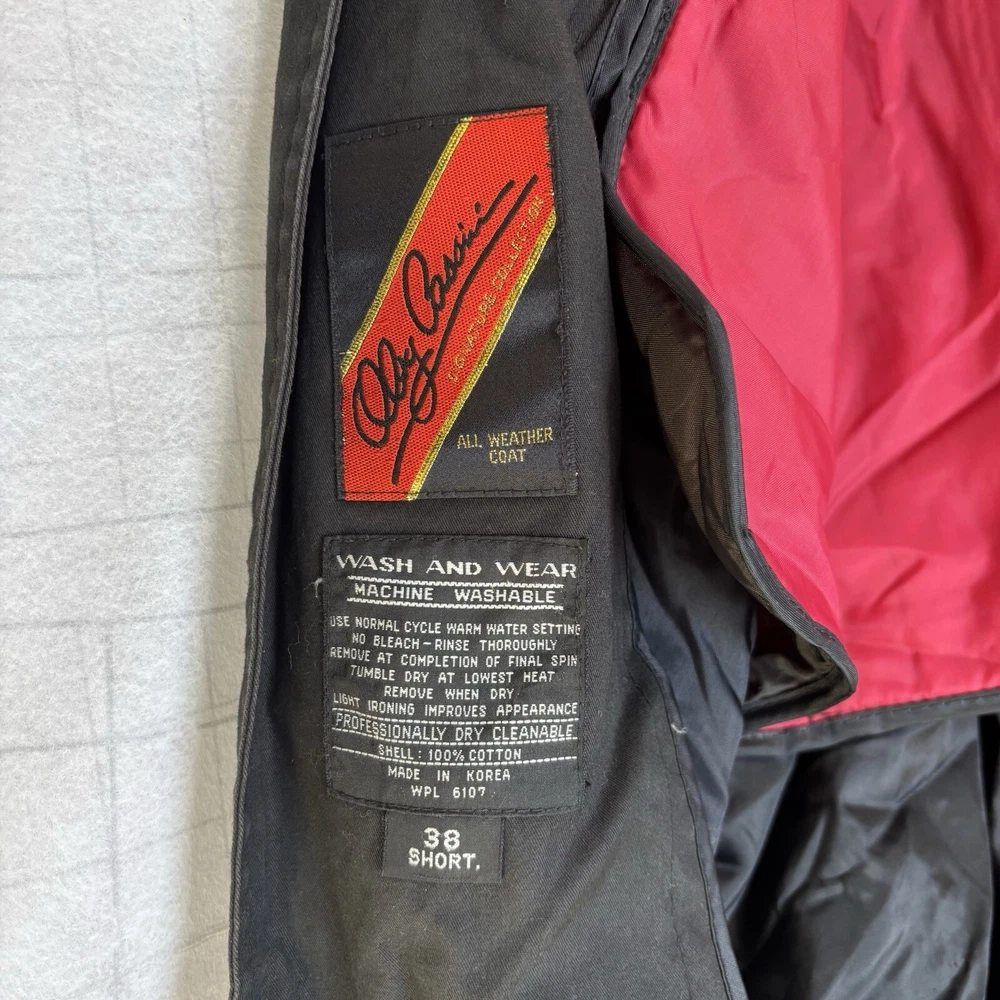 Oleg Cassini
SIGNATURE COLLECTION
ALL WEATHER
COAT
WASH AND WEAR
MACHINE WASHABLE
USE NORMAL CYCLE WARM WATER SETTING
NO BLEACH - RINSE THOROUGHLY
REMOVE AT COMPLETION OF FINAL SPIN
TUMBLE DRY AT LOWEST HEAT
REMOVE WHEN DRY
LIGHT IRONING IMPROVES APPEARANCE
PROFESSIONALLY DRY CLEANABLE
SHELL: 100% COTTON
MADE IN KOREA
WPL 6107
38
SHORT.